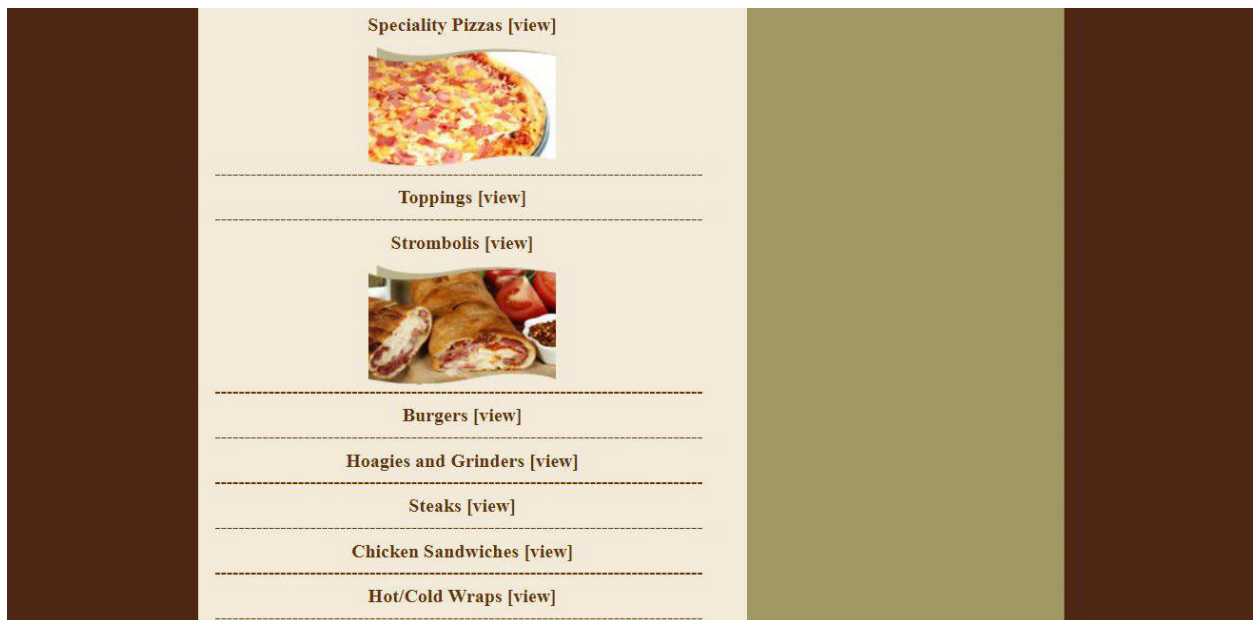 Speciality Pizzas [view]
Toppings [view]
Strombolis [view]
Burgers [view]
Hoagies and Grinders [view]
Steaks [view]
Chicken Sandwiches [view]
Hot/Cold Wraps [view]